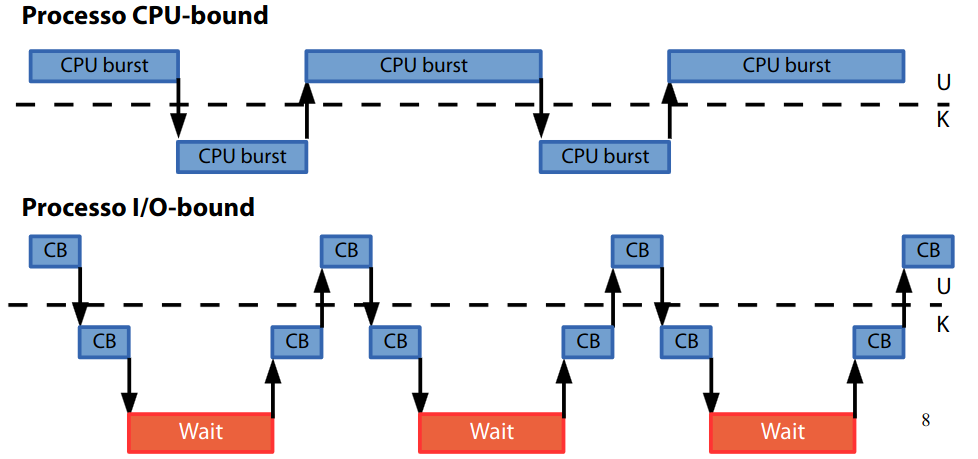 Processo CPU-bound
CPU burst CPU burst CPU burst
U
K
CPU burst CPU burst
Processo I/O-bound
CB CB CB CB
U
K
CB CB CB CB CB CB
Wait Wait Wait
8